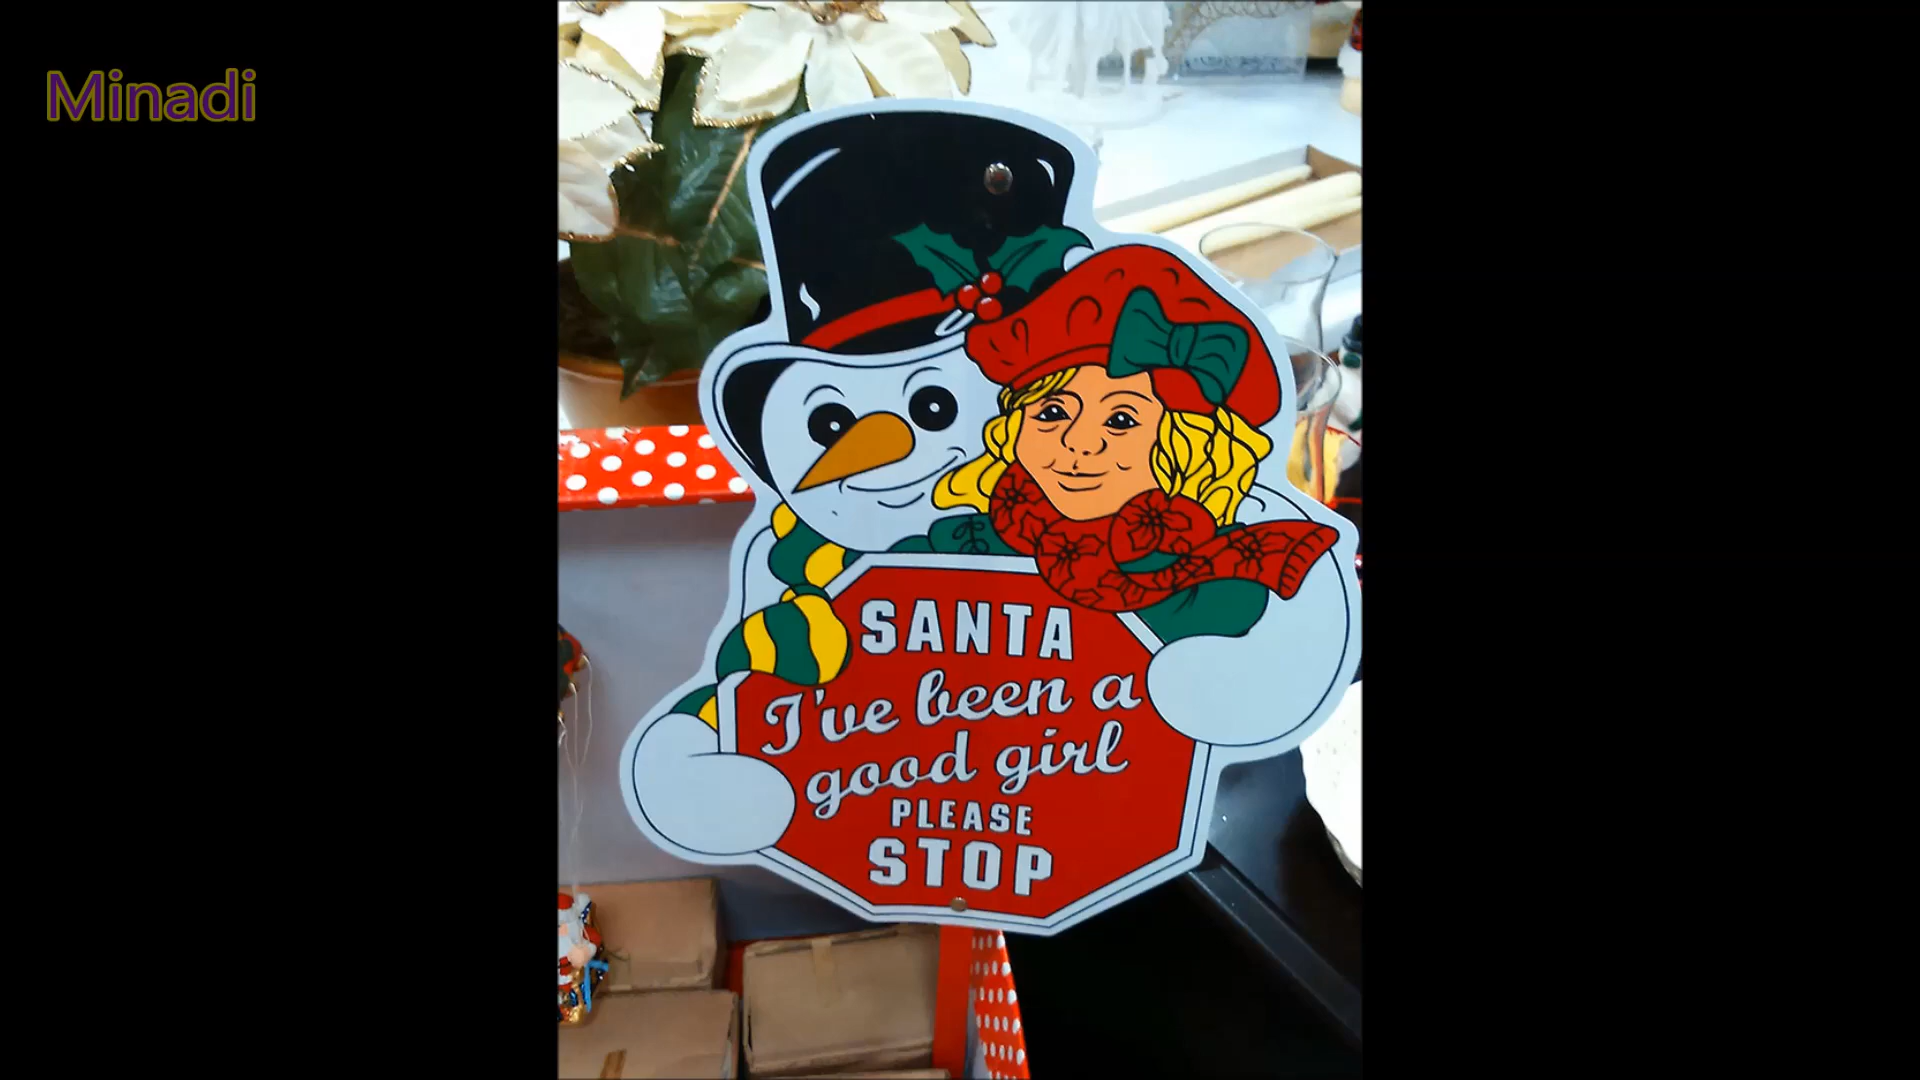 Minadi
SANTA
I've been a
good girl
PLEASE
STOP